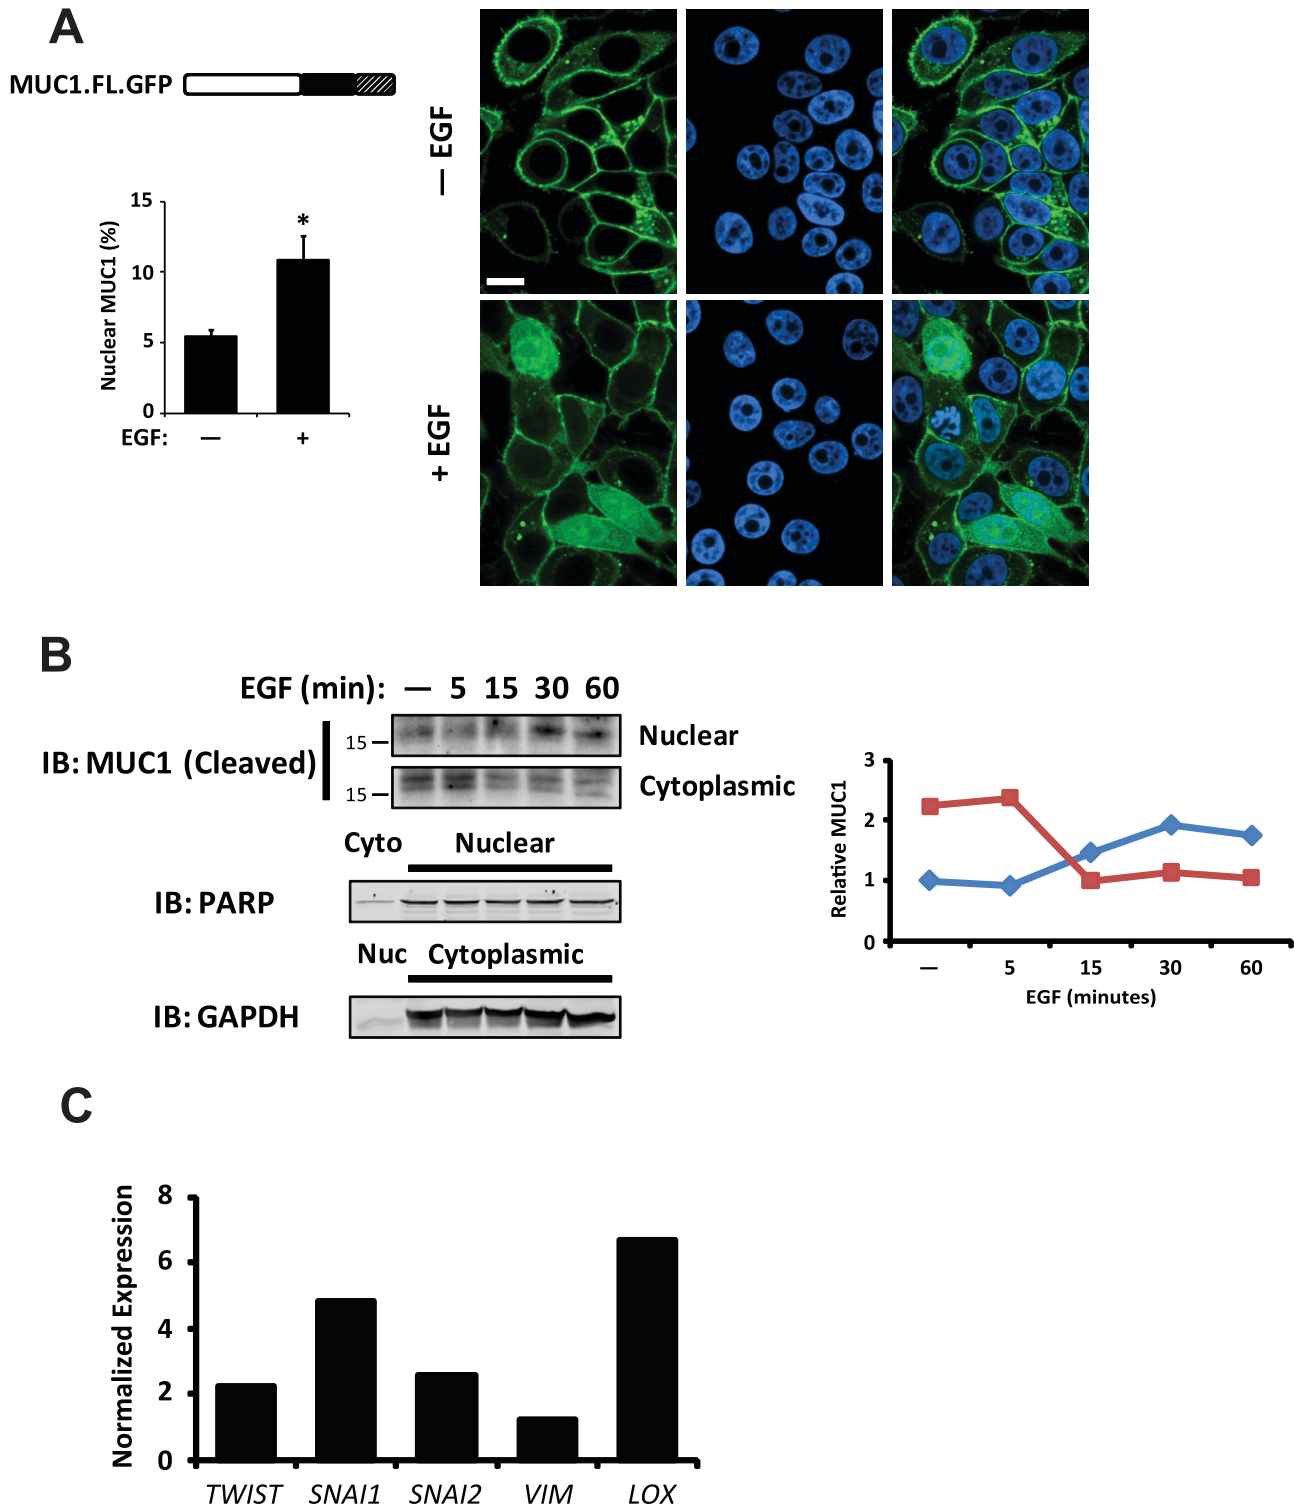 A
MUC1.FL.GFP
Nuclear MUC1 (%)
15
10
5
0
*
EGF: — +
— EGF
+ EGF
B
EGF (min): — 5 15 30 60
IB: MUC1 (Cleaved)
15
Nuclear
15
Cytoplasmic
Cyto Nuclear
IB: PARP
Nuc Cytoplasmic
IB: GAPDH
Relative MUC1
3
2
1
0
— 5 15 30 60
EGF (minutes)
C
Normalized Expression
8
6
4
2
0
TWIST SNAI1 SNAI2 VIM LOX